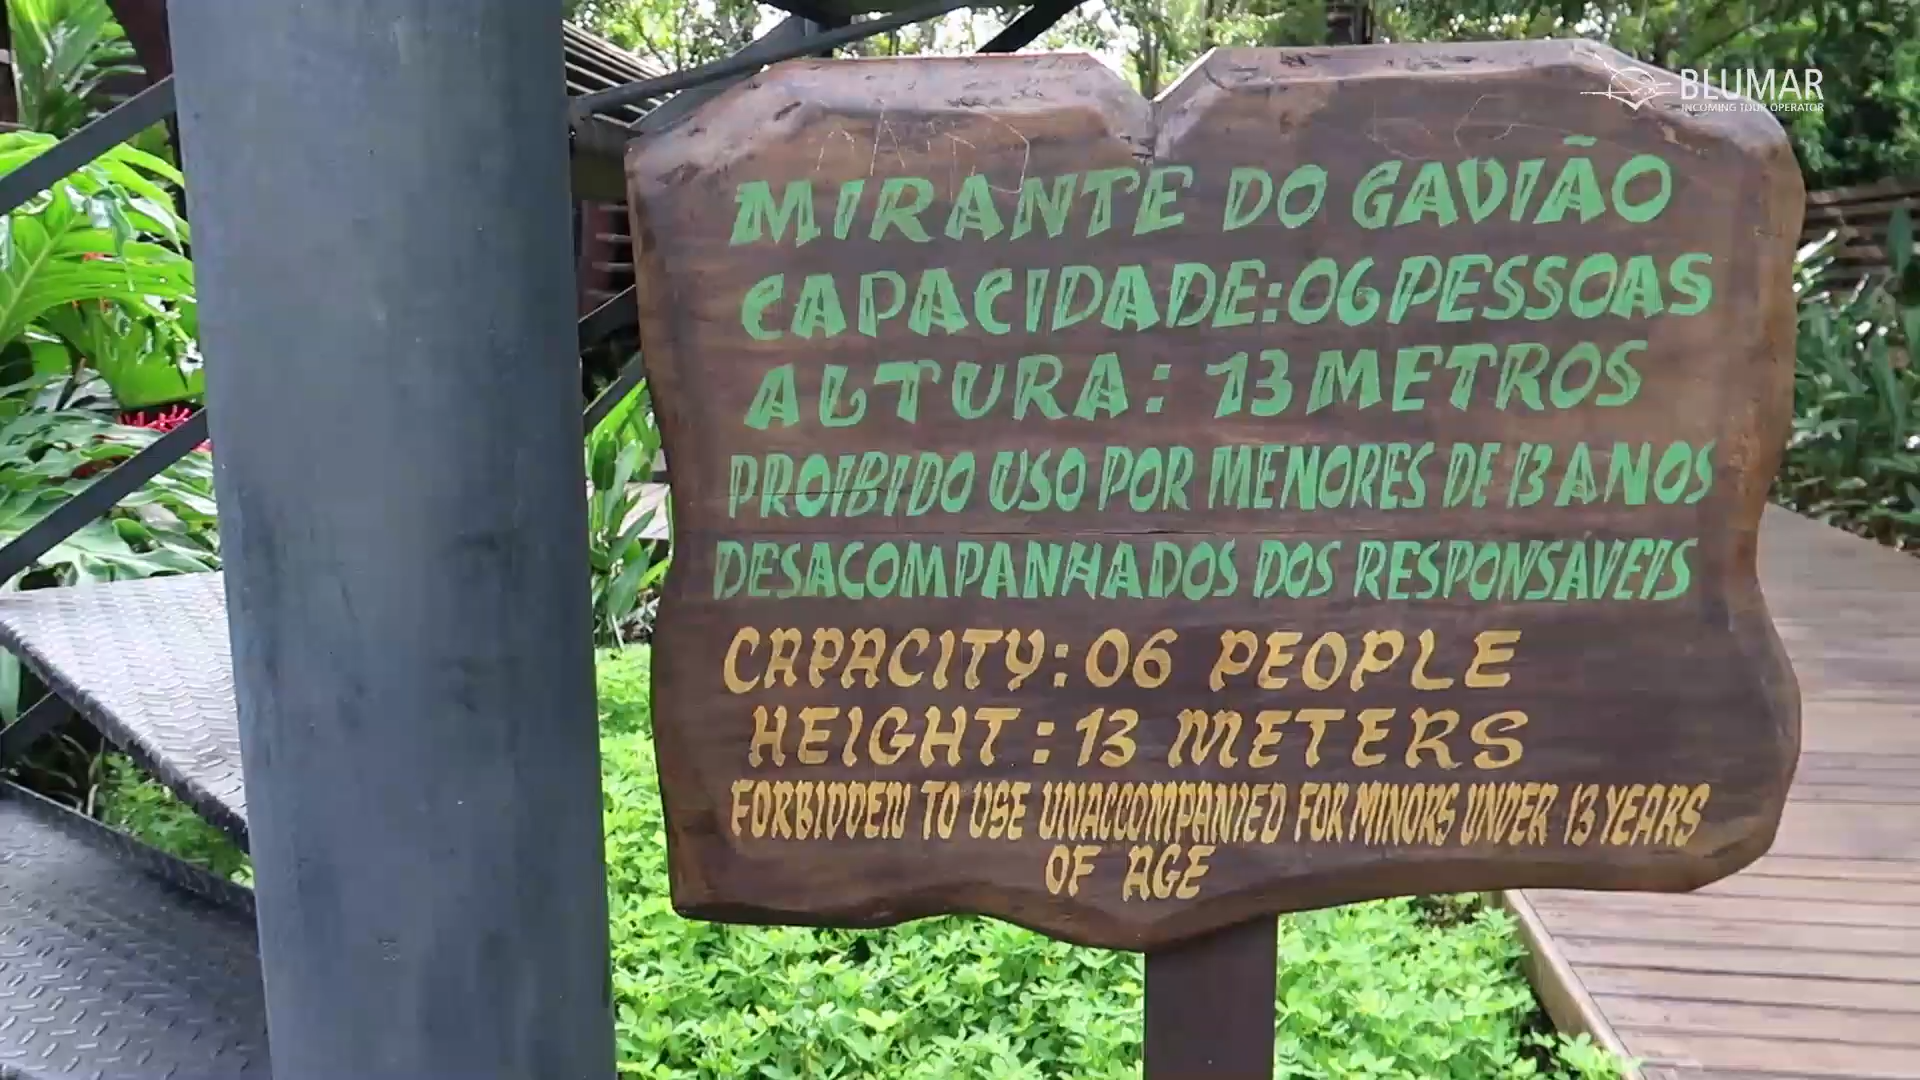 BLUMAR
INCOMING TOUR OPERATOR
MIRANTE DO GAVIÃO
CAPACIDADE: 06 PESSOAS
ALTURA: 13 METROS
PROIBIDO USO POR MENORES DE 13 ANOS
DESACOMPANHADOS DOS RESPONSÁVEIS
CAPACITY: 06 PEOPLE
HEIGHT: 13 METERS
FORBIDDEN TO USE UNACCOMPANIED FOR MINORS UNDER 13 YEARS
OF AGE